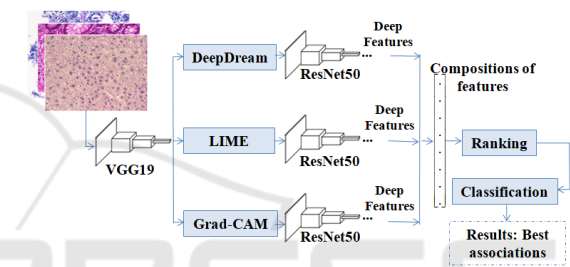 DeepDream
Deep
Features
ResNet50
Compositions of
features
VGG19
LIME
Deep
Features
ResNet50
Ranking
Classification
Grad-CAM
Deep
Features
ResNet50
Results: Best
associations